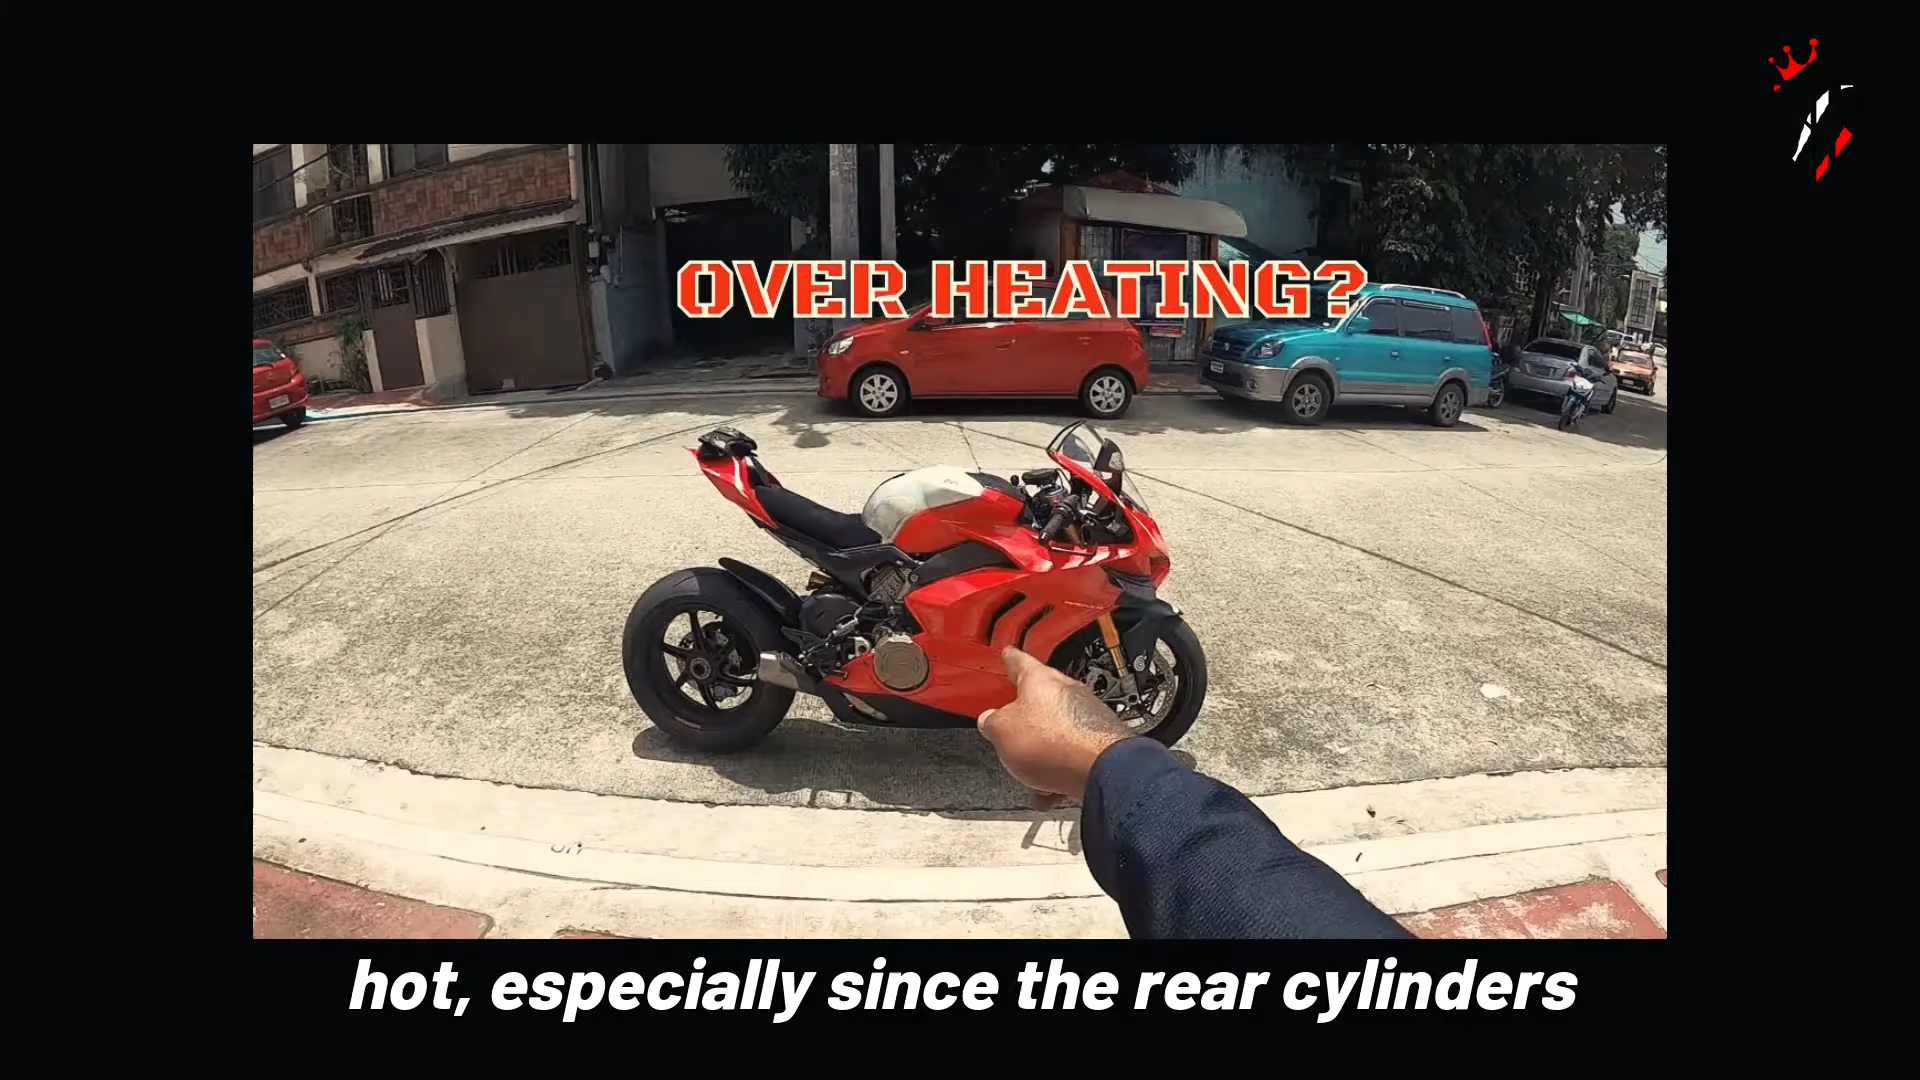 OVER HEATING?
hot, especially since the rear cylinders